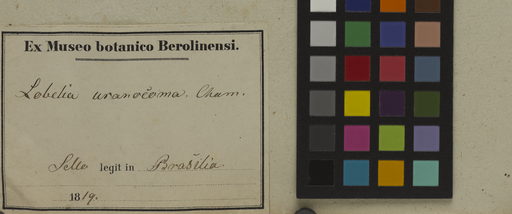 Ex Museo botanico Berolinensi.
Lobelia uranocoma. Cham.
Sello legit in Brasilia
1819.